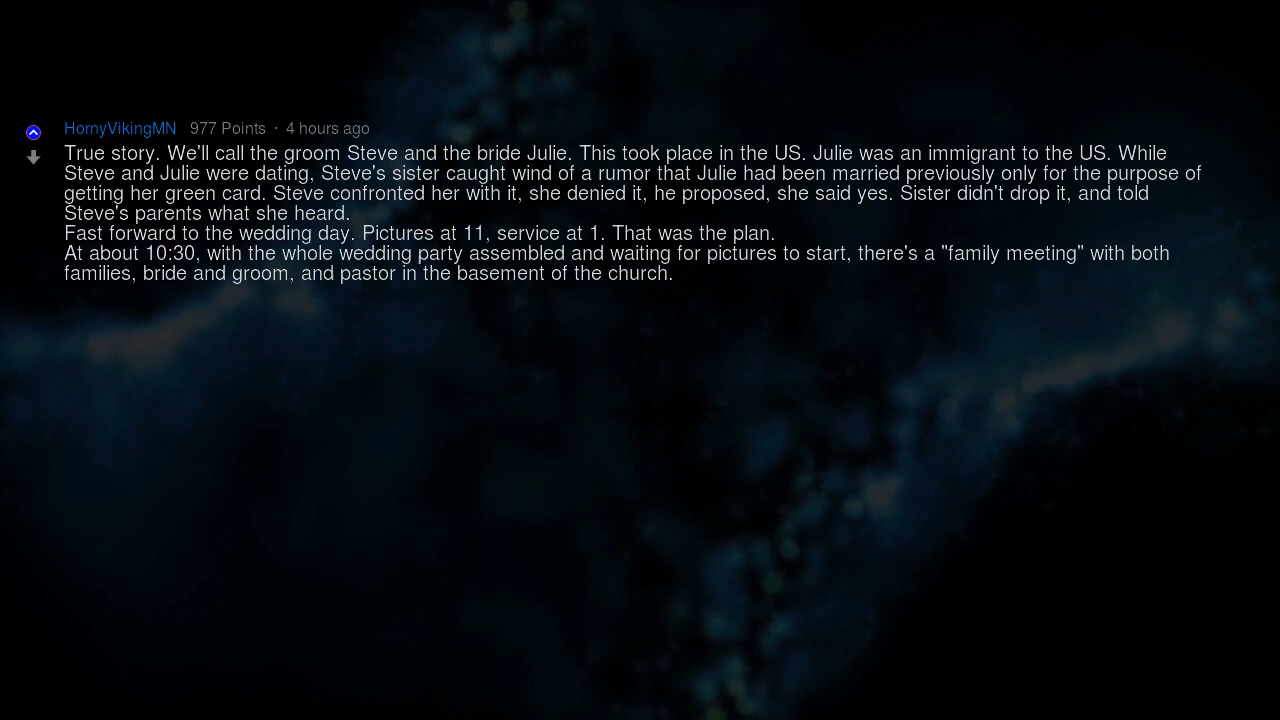 HornyVikingMN 977 Points · 4 hours ago
True story. We'll call the groom Steve and the bride Julie. This took place in the US. Julie was an immigrant to the US. While
Steve and Julie were dating, Steve's sister caught wind of a rumor that Julie had been married previously only for the purpose of
getting her green card. Steve confronted her with it, she denied it, he proposed, she said yes. Sister didn't drop it, and told
Steve's parents what she heard.
Fast forward to the wedding day. Pictures at 11, service at 1. That was the plan.
At about 10:30, with the whole wedding party assembled and waiting for pictures to start, there's a "family meeting" with both
families, bride and groom, and pastor in the basement of the church.